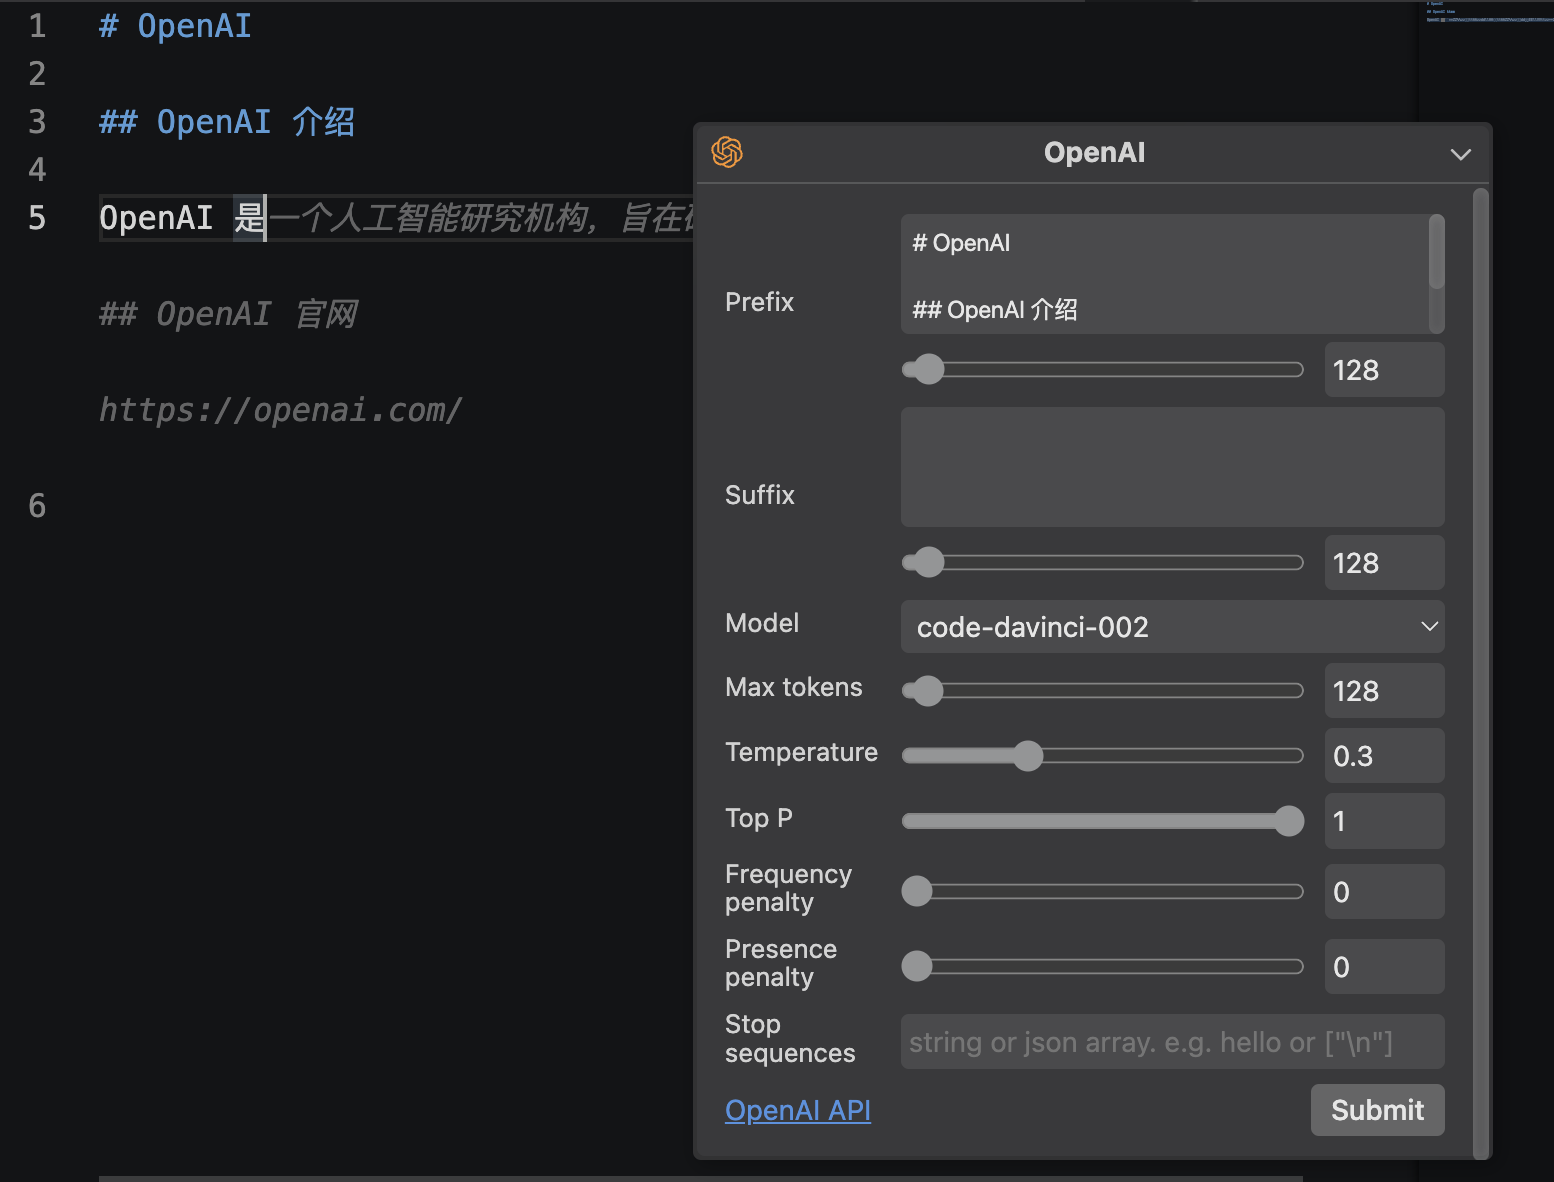 1 # OpenAI
2
3 ## OpenAI 介绍
4
5 OpenAI 是一个人工智能研究机构，旨在
## OpenAI 官网
https://openai.com/
6
OpenAI
Prefix
# OpenAI
## OpenAI 介绍
128
Suffix
128
Model code-davinci-002
Max tokens 128
Temperature 0.3
Top P 1
Frequency penalty 0
Presence penalty 0
Stop sequences string or json array. e.g. hello or ["\n"]
OpenAI API Submit